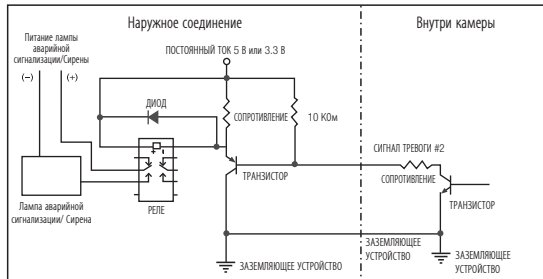 Наружное соединение
Внутри камеры
Питание лампы
аварийной
сигнализации/Сирены
(−)
(+)
ПОСТОЯННЫЙ ТОК 5 В или 3.3 В
ДИОД
СОПРОТИВЛЕНИЕ
10 КОм
+
РЕЛЕ
ТРАНЗИСТОР
СИГНАЛ ТРЕВОГИ #2
СОПРОТИВЛЕНИЕ
ТРАНЗИСТОР
Лампа аварийной
сигнализации/ Сирена
ЗАЗЕМЛЯЮЩЕЕ УСТРОЙСТВО
ЗАЗЕМЛЯЮЩЕЕ
УСТРОЙСТВО
ЗАЗЕМЛЯЮЩЕЕ
УСТРОЙСТВО